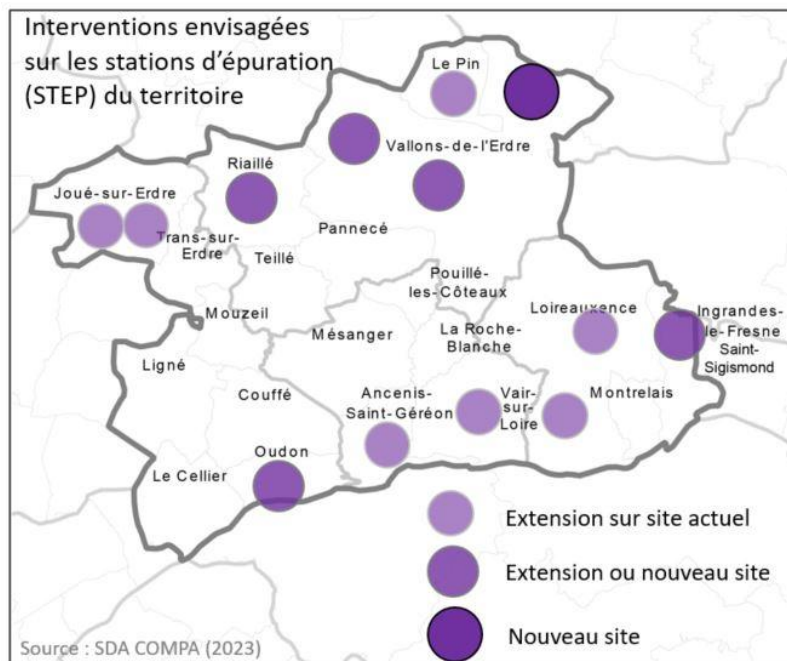 Interventions envisagées
sur les stations d'épuration
(STEP) du territoire
Le Pin
Vallons-de-l'Erdre
Riaillé
Joué-sur-Erdre
Trans-sur-
Erdre
Pannecé
Teillé
Pouillé-
les-Côteaux
Mouzeil
Loireauxence
Ingrandes-
le-Fresne
Saint-
Sigismond
Mésanger
La Roche-
Blanche
Ligné
Couffé
Ancenis-
Saint-Géréon
Vair-
sur-
Loire
Montrelais
Oudon
Le Cellier
Extension sur site actuel
Extension ou nouveau site
Nouveau site
Source : SDA COMPA (2023)